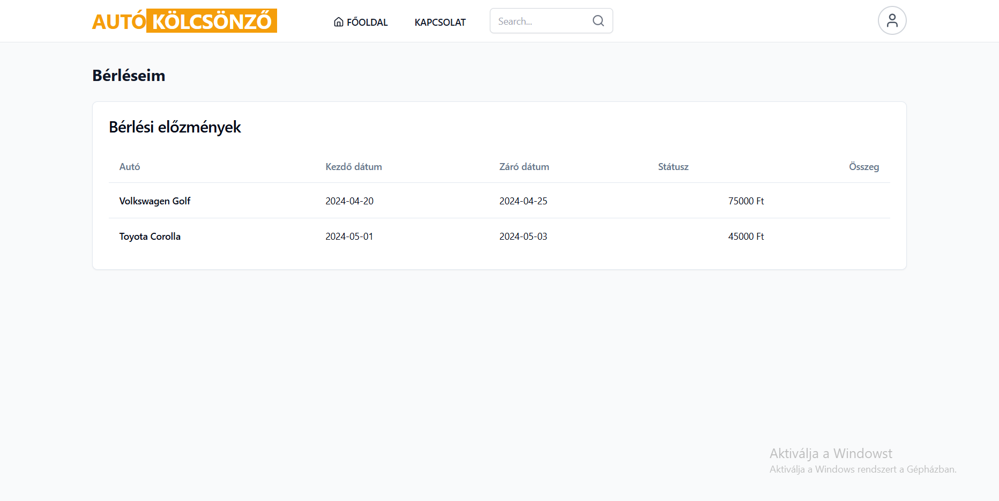 AUTÓ KÖLCSÖNZŐ FŐOLDAL KAPCSOLAT Search...
Bérléseim
Bérlési előzmények
Autó Kezdő dátum Záró dátum Státusz Összeg
Volkswagen Golf 2024-04-20 2024-04-25 75000 Ft
Toyota Corolla 2024-05-01 2024-05-03 45000 Ft
Aktiválja a Windowst
Aktiválja a Windows rendszert a Gépházban.